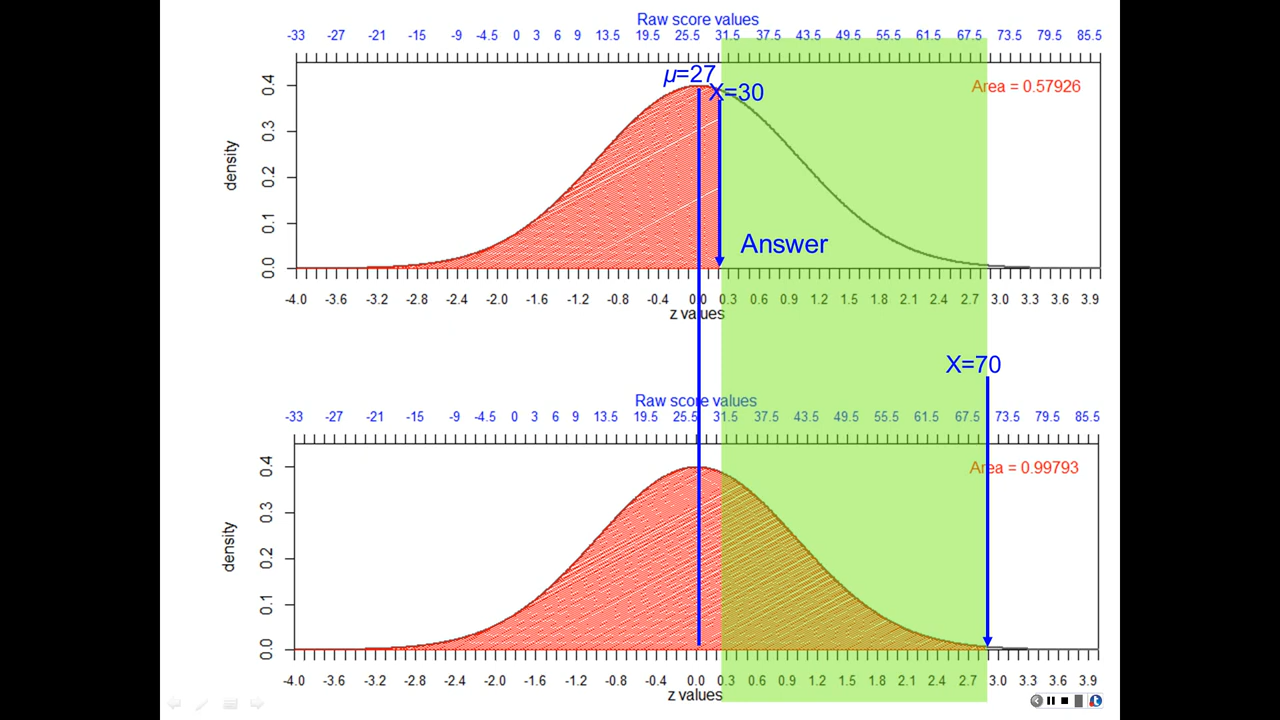 Raw score values
-33 -27 -21 -15 -9 -4.5 0 3 6 9 13.5 19.5 25.5 31.5 37.5 43.5 49.5 55.5 61.5 67.5 73.5 79.5 85.5
μ=27
X=30
Area = 0.57926
density
0.4
0.3
0.2
0.1
0.0
Answer
-4.0 -3.6 -3.2 -2.8 -2.4 -2.0 -1.6 -1.2 -0.8 -0.4 0.0 0.3 0.6 0.9 1.2 1.5 1.8 2.1 2.4 2.7 3.0 3.3 3.6 3.9
z values
X=70
Raw score values
-33 -27 -21 -15 -9 -4.5 0 3 6 9 13.5 19.5 25.5 31.5 37.5 43.5 49.5 55.5 61.5 67.5 73.5 79.5 85.5
Area = 0.99793
density
0.4
0.3
0.2
0.1
0.0
-4.0 -3.6 -3.2 -2.8 -2.4 -2.0 -1.6 -1.2 -0.8 -0.4 0.0 0.3 0.6 0.9 1.2 1.5 1.8 2.1 2.4 2.7 3.0 3.3 3.6 3.9
z values